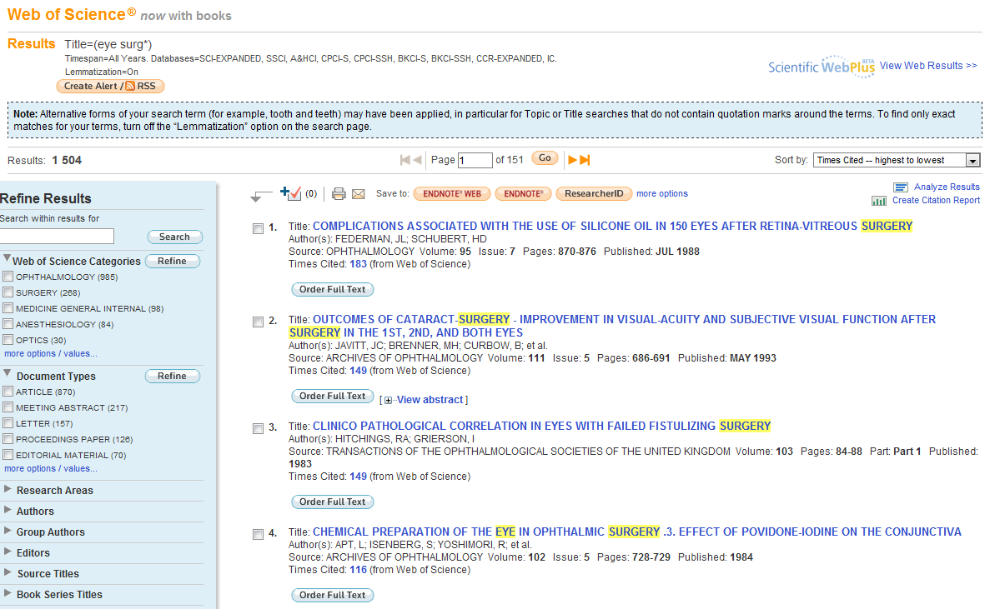 Web of Science® now with books
Results Title=(eye surg*)
Timespan=All Years. Databases=SCI-EXPANDED, SSCI, A&HCI, CPCI-S, CPCI-SSH, BKCI-S, BKCI-SSH, CCR-EXPANDED, IC.
Lemmatization=On
Create Alert / RSS
Scientific WebPlus BETA View Web Results >>
Note: Alternative forms of your search term (for example, tooth and teeth) may have been applied, in particular for Topic or Title searches that do not contain quotation marks around the terms. To find only exact
matches for your terms, turn off the “Lemmatization” option on the search page.
Results: 1 504
Page 1 of 151 Go
Sort by: Times Cited -- highest to lowest
Refine Results
Search within results for
Search
Web of Science Categories Refine
OPHTHALMOLOGY (985)
SURGERY (268)
MEDICINE GENERAL INTERNAL (98)
ANESTHESIOLOGY (84)
OPTICS (30)
more options / values...
Document Types Refine
ARTICLE (870)
MEETING ABSTRACT (217)
LETTER (157)
PROCEEDINGS PAPER (126)
EDITORIAL MATERIAL (70)
more options / values...
Research Areas
Authors
Group Authors
Editors
Source Titles
Book Series Titles
(0) Save to: ENDNOTE® WEB ENDNOTE® ResearcherID more options
Analyze Results
Create Citation Report
1. Title: COMPLICATIONS ASSOCIATED WITH THE USE OF SILICONE OIL IN 150 EYES AFTER RETINA-VITREOUS SURGERY
Author(s): FEDERMAN, JL; SCHUBERT, HD
Source: OPHTHALMOLOGY Volume: 95 Issue: 7 Pages: 870-876 Published: JUL 1988
Times Cited: 183 (from Web of Science)
Order Full Text
2. Title: OUTCOMES OF CATARACT-SURGERY - IMPROVEMENT IN VISUAL-ACUITY AND SUBJECTIVE VISUAL FUNCTION AFTER
SURGERY IN THE 1ST, 2ND, AND BOTH EYES
Author(s): JAVITT, JC; BRENNER, MH; CURBOW, B; et al.
Source: ARCHIVES OF OPHTHALMOLOGY Volume: 111 Issue: 5 Pages: 686-691 Published: MAY 1993
Times Cited: 149 (from Web of Science)
Order Full Text [ View abstract ]
3. Title: CLINICO PATHOLOGICAL CORRELATION IN EYES WITH FAILED FISTULIZING SURGERY
Author(s): HITCHINGS, RA; GRIERSON, I
Source: TRANSACTIONS OF THE OPHTHALMOLOGICAL SOCIETIES OF THE UNITED KINGDOM Volume: 103 Pages: 84-88 Part: Part 1 Published:
1983
Times Cited: 149 (from Web of Science)
Order Full Text
4. Title: CHEMICAL PREPARATION OF THE EYE IN OPHTHALMIC SURGERY .3. EFFECT OF POVIDONE-IODINE ON THE CONJUNCTIVA
Author(s): APT, L; ISENBERG, S; YOSHIMORI, R; et al.
Source: ARCHIVES OF OPHTHALMOLOGY Volume: 102 Issue: 5 Pages: 728-729 Published: 1984
Times Cited: 116 (from Web of Science)
Order Full Text